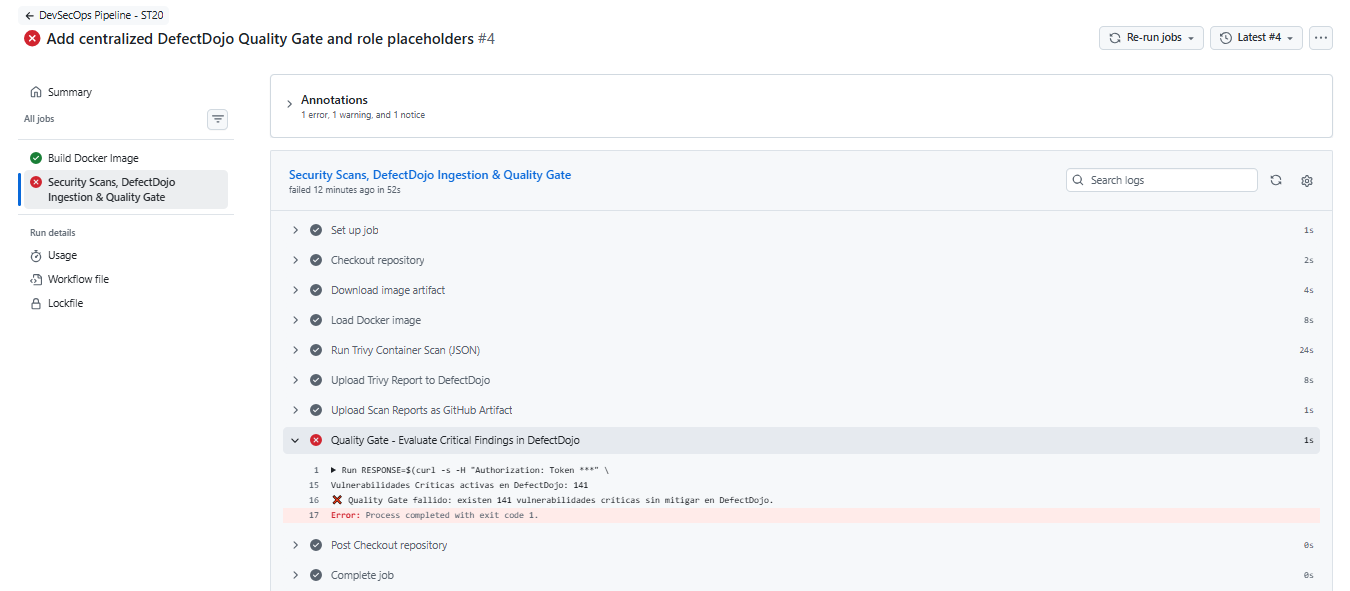 ← DevSecOps Pipeline - ST20
Add centralized DefectDojo Quality Gate and role placeholders #4
Re-run jobs
Latest #4
Summary
All jobs
Build Docker Image
Security Scans, DefectDojo
Ingestion & Quality Gate
Run details
Usage
Workflow file
Lockfile
Annotations
1 error, 1 warning, and 1 notice
Security Scans, DefectDojo Ingestion & Quality Gate
failed 12 minutes ago in 52s
Search logs
Set up job 1s
Checkout repository 2s
Download image artifact 4s
Load Docker image 8s
Run Trivy Container Scan (JSON) 24s
Upload Trivy Report to DefectDojo 8s
Upload Scan Reports as GitHub Artifact 1s
Quality Gate - Evaluate Critical Findings in DefectDojo 1s
1 ▶ Run RESPONSE=$(curl -s -H "Authorization: Token ***" \
15 Vulnerabilidades Críticas activas en DefectDojo: 141
16 ❌ Quality Gate fallido: existen 141 vulnerabilidades críticas sin mitigar en DefectDojo.
17 Error: Process completed with exit code 1.
Post Checkout repository 0s
Complete job 0s